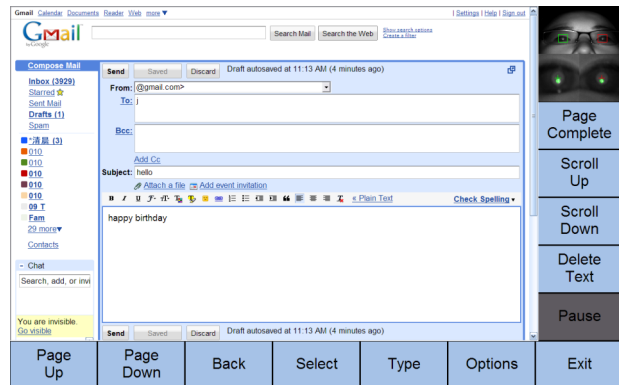 Gmail Calendar Documents Reader Web more ▼
| Settings | Help | Sign out
Gmail
by Google
Search Mail
Search the Web
Show search options
Create a filter
Compose Mail
Inbox (3929)
Starred
Sent Mail
Drafts (1)
Spam
*清晨 (3)
010
010
010
010
010
09 T
Fam
29 more▼
Contacts
- Chat
Search, add, or invi
You are invisible.
Go visible
Send Saved Discard Draft autosaved at 11:13 AM (4 minutes ago)
From: @gmail.com>
To: j
Bcc:
Add Cc
Subject: hello
Attach a file Add event invitation
B I U « Plain Text Check Spelling ▾
happy birthday
Send Saved Discard Draft autosaved at 11:13 AM (4 minutes ago)
Page
Complete
Scroll
Up
Scroll
Down
Delete
Text
Pause
Page
Up
Page
Down
Back
Select
Type
Options
Exit